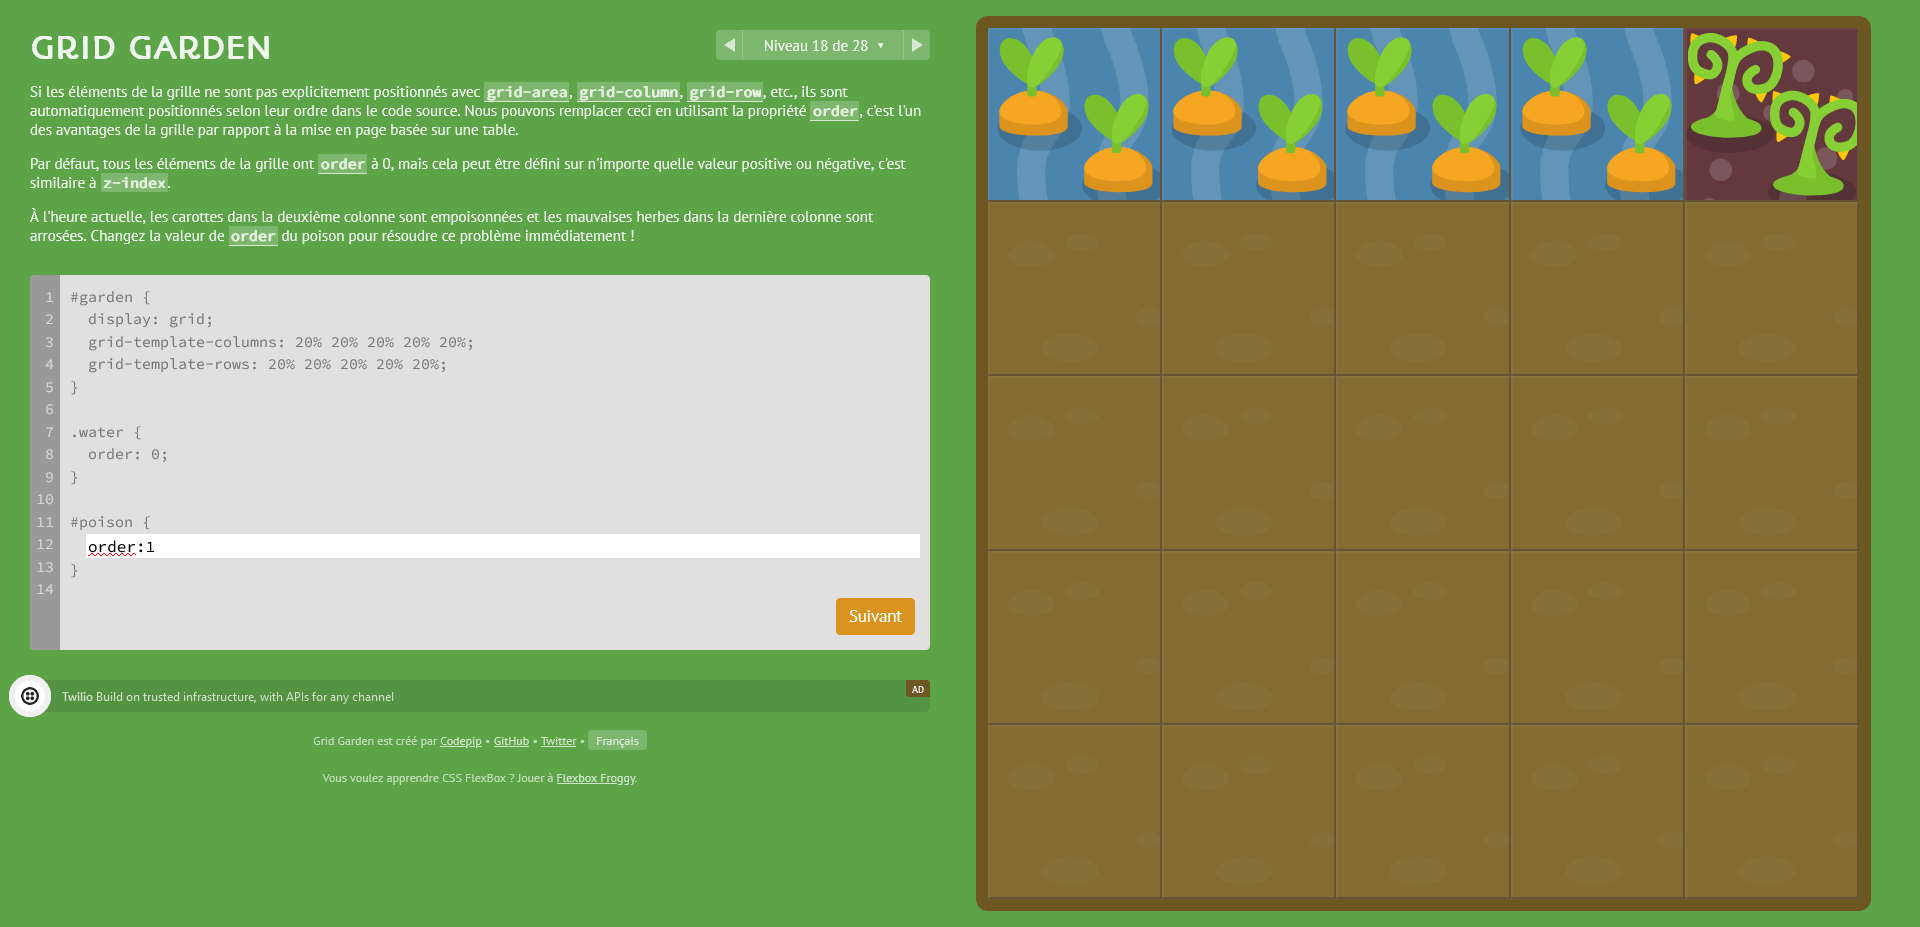 GRID GARDEN
Niveau 18 de 28 ▾
Si les éléments de la grille ne sont pas explicitement positionnés avec grid-area, grid-column, grid-row, etc., ils sont
automatiquement positionnés selon leur ordre dans le code source. Nous pouvons remplacer ceci en utilisant la propriété order, c'est l'un
des avantages de la grille par rapport à la mise en page basée sur une table.
Par défaut, tous les éléments de la grille ont order à 0, mais cela peut être défini sur n'importe quelle valeur positive ou négative, c'est
similaire à z-index.
À l'heure actuelle, les carottes dans la deuxième colonne sont empoisonnées et les mauvaises herbes dans la dernière colonne sont
arrosées. Changez la valeur de order du poison pour résoudre ce problème immédiatement !
1 #garden {
2 display: grid;
3 grid-template-columns: 20% 20% 20% 20% 20%;
4 grid-template-rows: 20% 20% 20% 20% 20%;
5 }
6
7 .water {
8 order: 0;
9 }
10
11 #poison {
12 order:1
13 }
14
Suivant
Twilio Build on trusted infrastructure, with APIs for any channel
AD
Grid Garden est créé par Codepip • GitHub • Twitter • Français
Vous voulez apprendre CSS FlexBox ? Jouer à Flexbox Froggy.